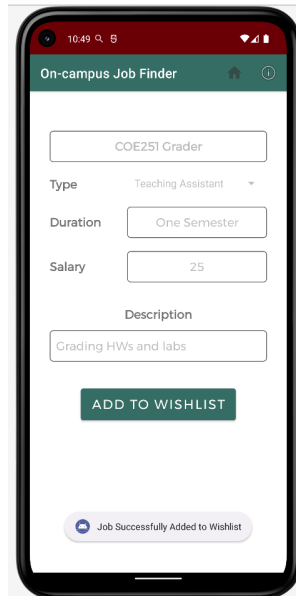 10:49
On-campus Job Finder
COE251 Grader
Type Teaching Assistant
Duration One Semester
Salary 25
Description
Grading HWs and labs
ADD TO WISHLIST
Job Successfully Added to Wishlist